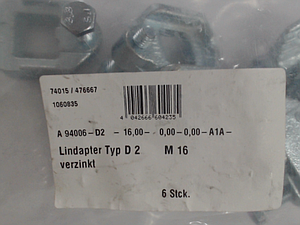 74015 / 476667
1060835
4 042666 604235
A 94006-D2 - 16,00- 0,00-0,00-A1A-
Lindapter Typ D 2 M 16
verzinkt
6 Stck.